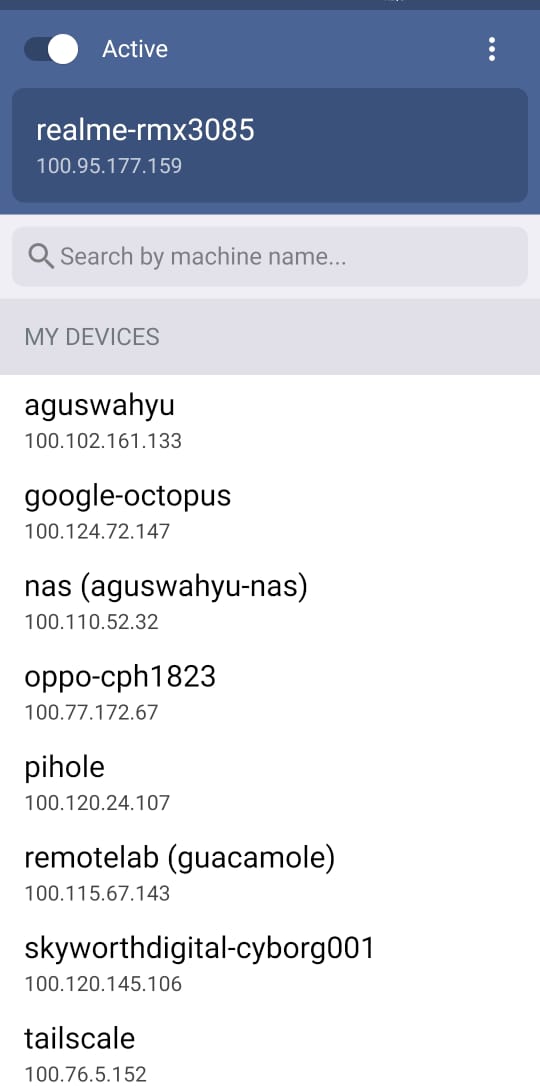 Active
realme-rmx3085
100.95.177.159
Search by machine name...
MY DEVICES
aguswahyu
100.102.161.133
google-octopus
100.124.72.147
nas (aguswahyu-nas)
100.110.52.32
oppo-cph1823
100.77.172.67
pihole
100.120.24.107
remotelab (guacamole)
100.115.67.143
skyworthdigital-cyborg001
100.120.145.106
tailscale
100.76.5.152